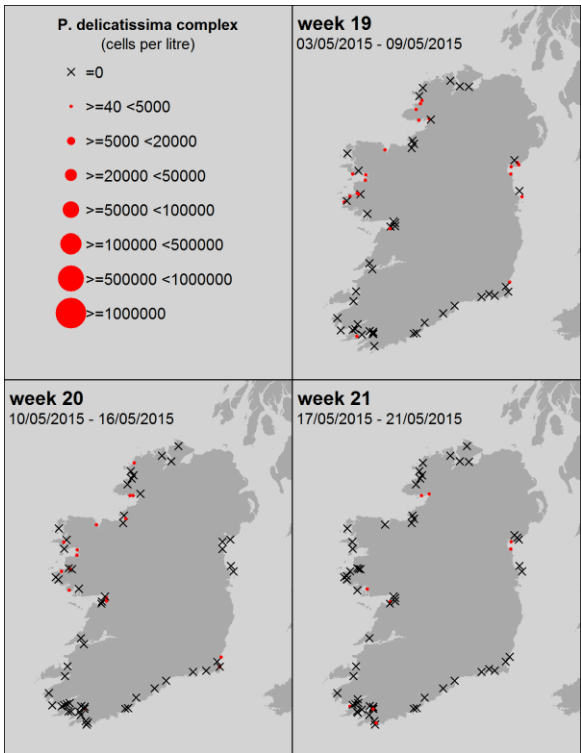 P. delicatissima complex
(cells per litre)
=0
>=40 <5000
>=5000 <20000
>=20000 <50000
>=50000 <100000
>=100000 <500000
>=500000 <1000000
>=1000000
week 19
03/05/2015 - 09/05/2015
week 20
10/05/2015 - 16/05/2015
week 21
17/05/2015 - 21/05/2015